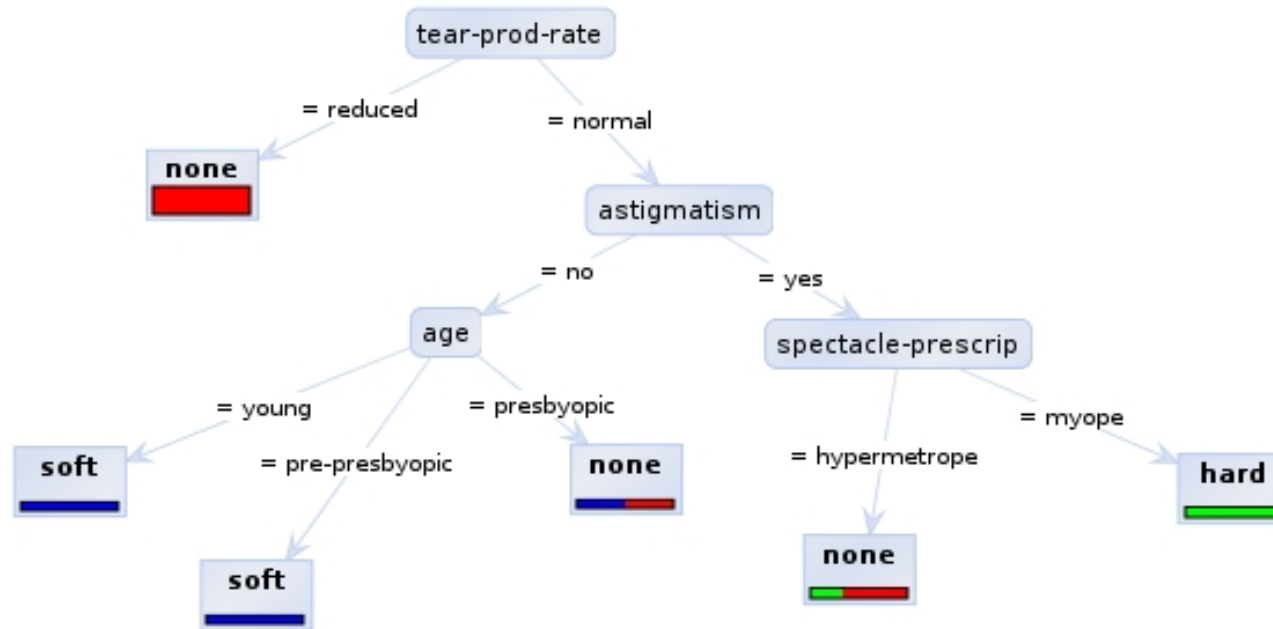 tear-prod-rate
= reduced
= normal
none
astigmatism
= no
= yes
age
spectacle-prescrip
= young
= presbyopic
= myope
= pre-presbyopic
= hypermetrope
soft
none
hard
soft
none